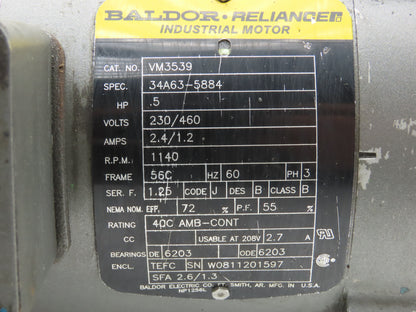 BALDOR · RELIANCE
INDUSTRIAL MOTOR
CAT. NO. VM3539
SPEC. 34A63-5884
HP .5
VOLTS 230/460
AMPS 2.4/1.2
R.P.M. 1140
FRAME 56C HZ 60 PH 3
SER. F. 1.25 CODE J DES B CLASS B
NEMA NOM. EFF. 72 % P.F. 55 %
RATING 40C AMB-CONT
CC USABLE AT 208V 2.7 A
BEARINGS DE 6203 ODE 6203
ENCL. TEFC SN W0811201597
SFA 2.6/1.3
BALDOR ELECTRIC CO. FT. SMITH, AR. MFG. IN U.S.A.
NP1256L